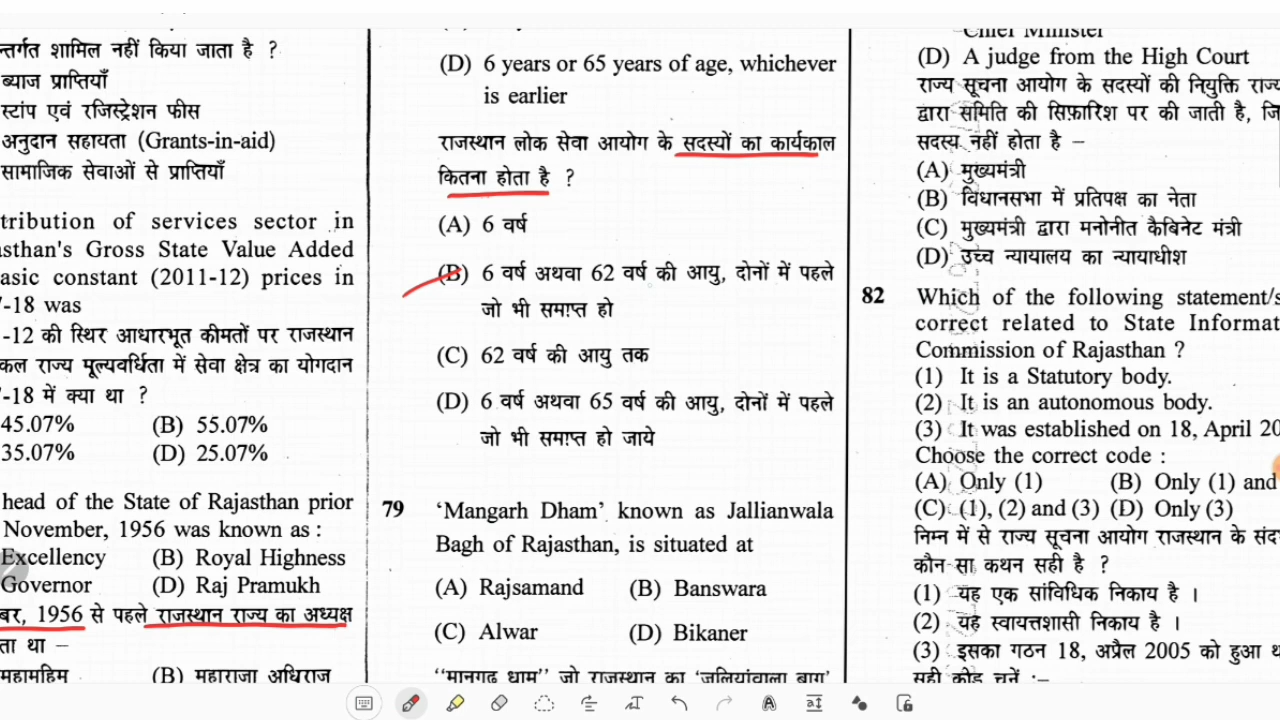 न्तर्गत शामिल नहीं किया जाता है ?
ब्याज प्राप्तियाँ
स्टांप एवं रजिस्ट्रेशन फीस
अनुदान सहायता (Grants-in-aid)
सामाजिक सेवाओं से प्राप्तियाँ
tribution of services sector in
asthan's Gross State Value Added
asic constant (2011-12) prices in
-18 was
-12 की स्थिर आधारभूत कीमतों पर राजस्थान
कल राज्य मूल्यवर्धिता में सेवा क्षेत्र का योगदान
-18 में क्या था ?
45.07% (B) 55.07%
35.07% (D) 25.07%
head of the State of Rajasthan prior
November, 1956 was known as :
Excellency (B) Royal Highness
Governor (D) Raj Pramukh
बर, 1956 से पहले राजस्थान राज्य का अध्यक्ष
ता था –
महामहिम (B) महाराजा अधिराज
(D) 6 years or 65 years of age, whichever
is earlier
राजस्थान लोक सेवा आयोग के सदस्यों का कार्यकाल
कितना होता है ?
(A) 6 वर्ष
(B) 6 वर्ष अथवा 62 वर्ष की आयु, दोनों में पहले
जो भी समाप्त हो
(C) 62 वर्ष की आयु तक
(D) 6 वर्ष अथवा 65 वर्ष की आयु, दोनों में पहले
जो भी समाप्त हो जाये
79 ‘Mangarh Dham’ known as Jallianwala
Bagh of Rajasthan, is situated at
(A) Rajsamand (B) Banswara
(C) Alwar (D) Bikaner
‘‘मानगढ़ धाम’’ जो राजस्थान का ‘जलियांवाला बाग’
Chief Minister
(D) A judge from the High Court
राज्य सूचना आयोग के सदस्यों की नियुक्ति राज्य
द्वारा समिति की सिफ़ारिश पर की जाती है, जि
सदस्य नहीं होता है –
(A) मुख्यमंत्री
(B) विधानसभा में प्रतिपक्ष का नेता
(C) मुख्यमंत्री द्वारा मनोनीत कैबिनेट मंत्री
(D) उच्च न्यायालय का न्यायाधीश
82 Which of the following statement/s
correct related to State Informat
Commission of Rajasthan ?
(1) It is a Statutory body.
(2) It is an autonomous body.
(3) It was established on 18, April 20
Choose the correct code :
(A) Only (1) (B) Only (1) and
(C) (1), (2) and (3) (D) Only (3)
निम्न में से राज्य सूचना आयोग राजस्थान के संद
कौन सा कथन सही है ?
(1) यह एक सांविधिक निकाय है ।
(2) यह स्वायत्तशासी निकाय है ।
(3) इसका गठन 18, अप्रैल 2005 को हुआ थ
सही कोड चुनें :–